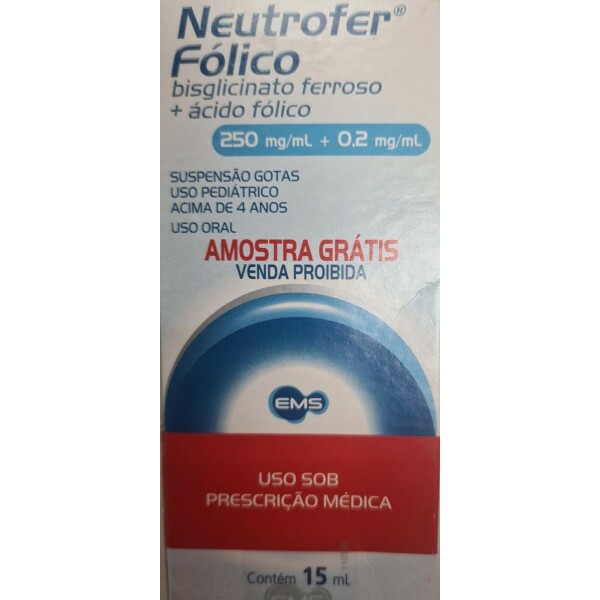 Neutrofer®
Fólico
bisglicinato ferroso
+ ácido fólico
250 mg/mL + 0,2 mg/mL
SUSPENSÃO GOTAS
USO PEDIÁTRICO
ACIMA DE 4 ANOS
USO ORAL
AMOSTRA GRÁTIS
VENDA PROIBIDA
EMS
USO SOB
PRESCRIÇÃO MÉDICA
Contém 15 mL
EMS